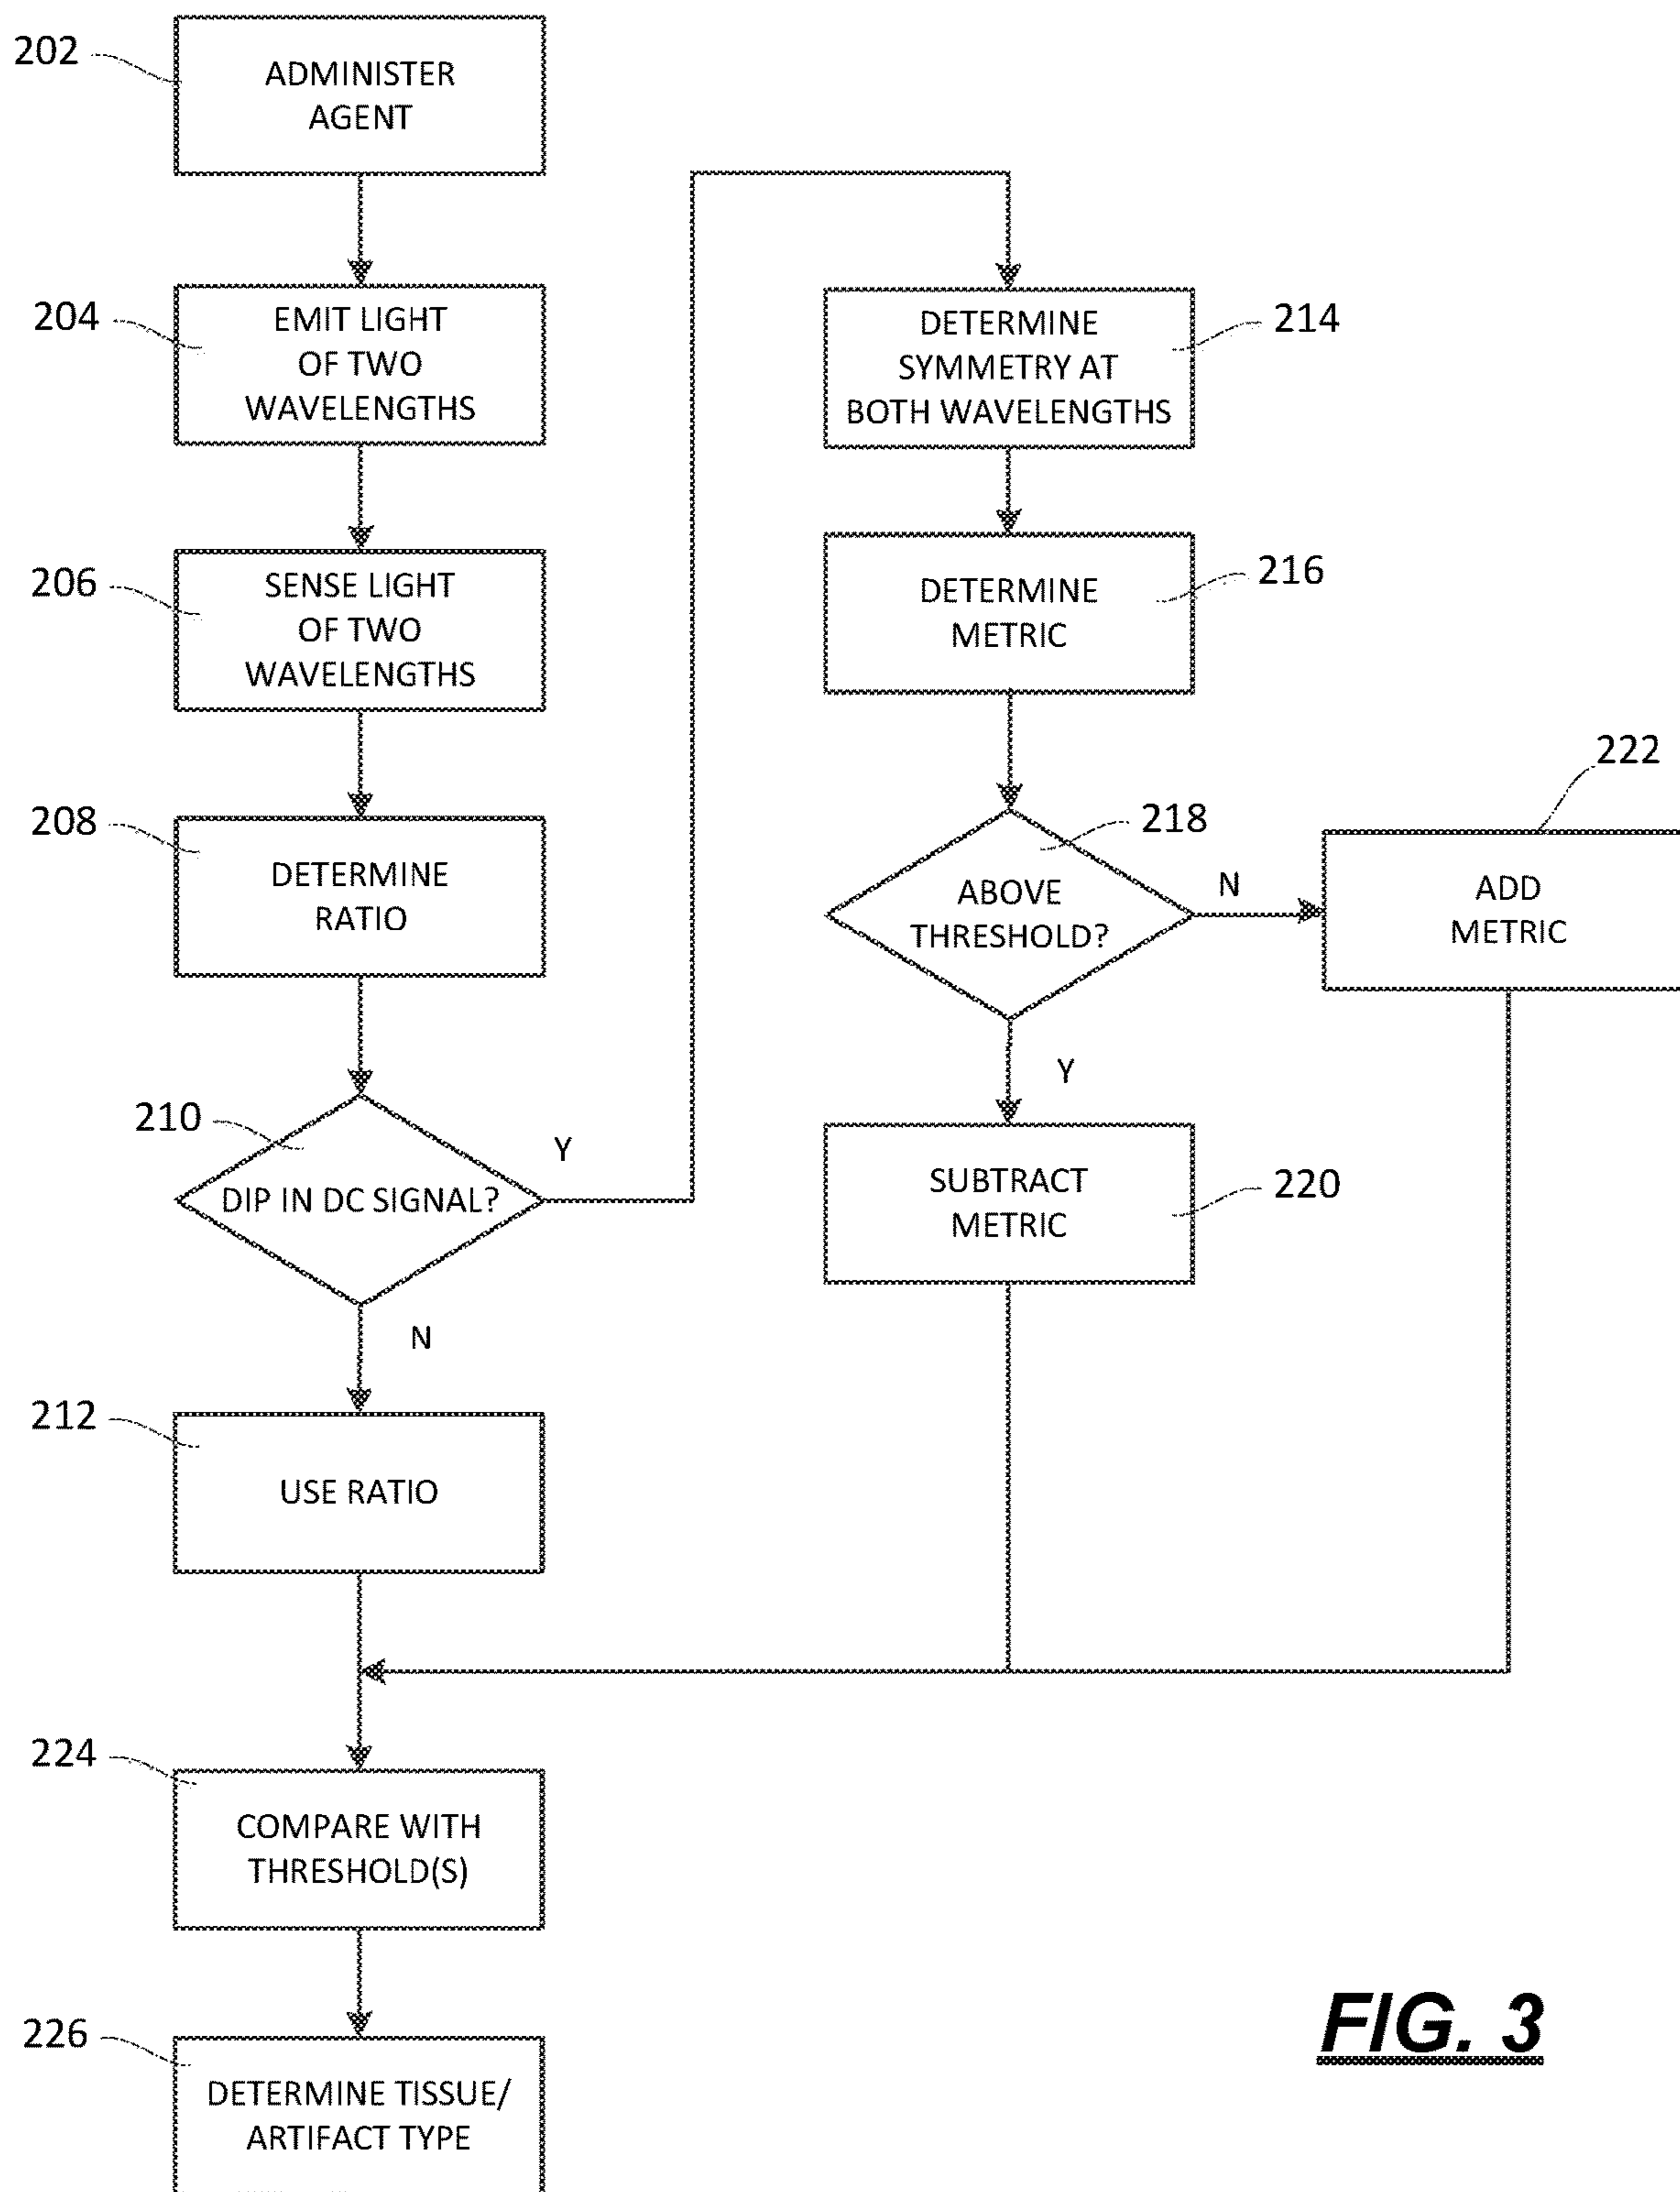 202
ADMINISTER
AGENT
204
EMIT LIGHT
OF TWO
WAVELENGTHS
206
SENSE LIGHT
OF TWO
WAVELENGTHS
208
DETERMINE
RATIO
210
DIP IN DC SIGNAL?
Y
N
212
USE RATIO
214
DETERMINE
SYMMETRY AT
BOTH WAVELENGTHS
216
DETERMINE
METRIC
218
ABOVE
THRESHOLD?
N
Y
222
ADD
METRIC
220
SUBTRACT
METRIC
224
COMPARE WITH
THRESHOLD(S)
226
DETERMINE TISSUE/
ARTIFACT TYPE
FIG. 3